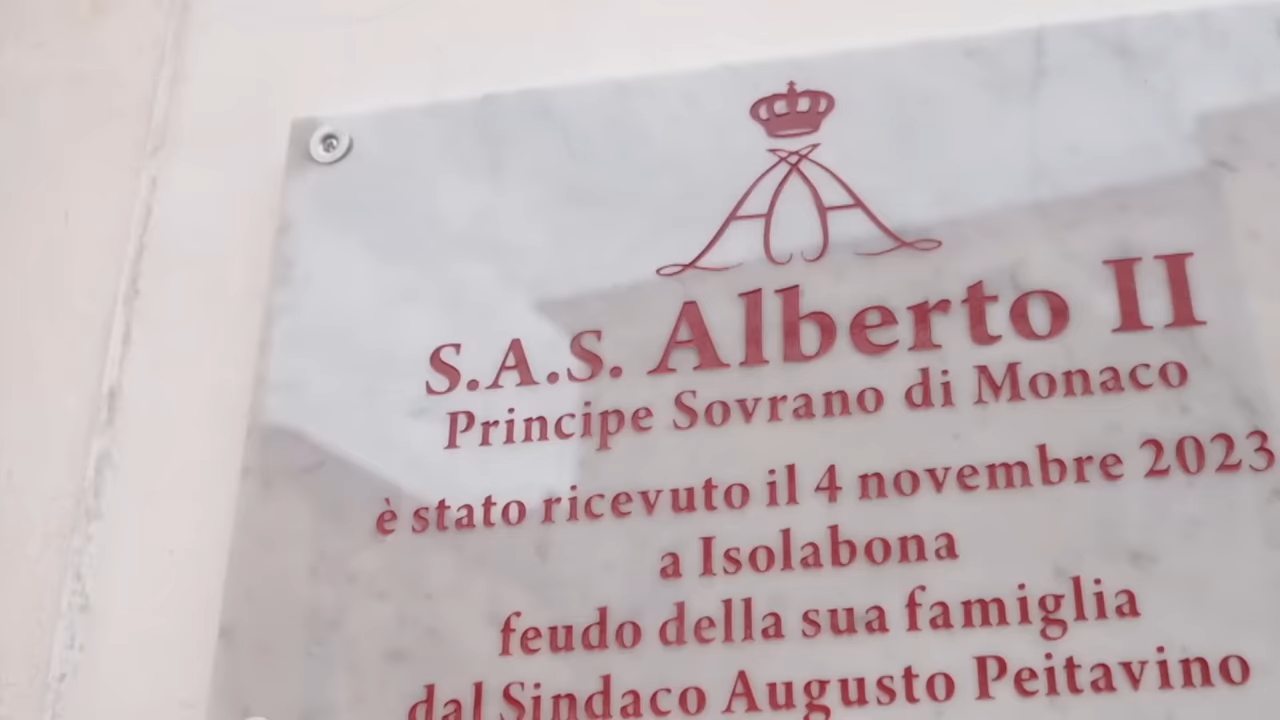 S.A.S. Alberto II
Principe Sovrano di Monaco
è stato ricevuto il 4 novembre 2023
a Isolabona
feudo della sua famiglia
dal Sindaco Augusto Peitavino